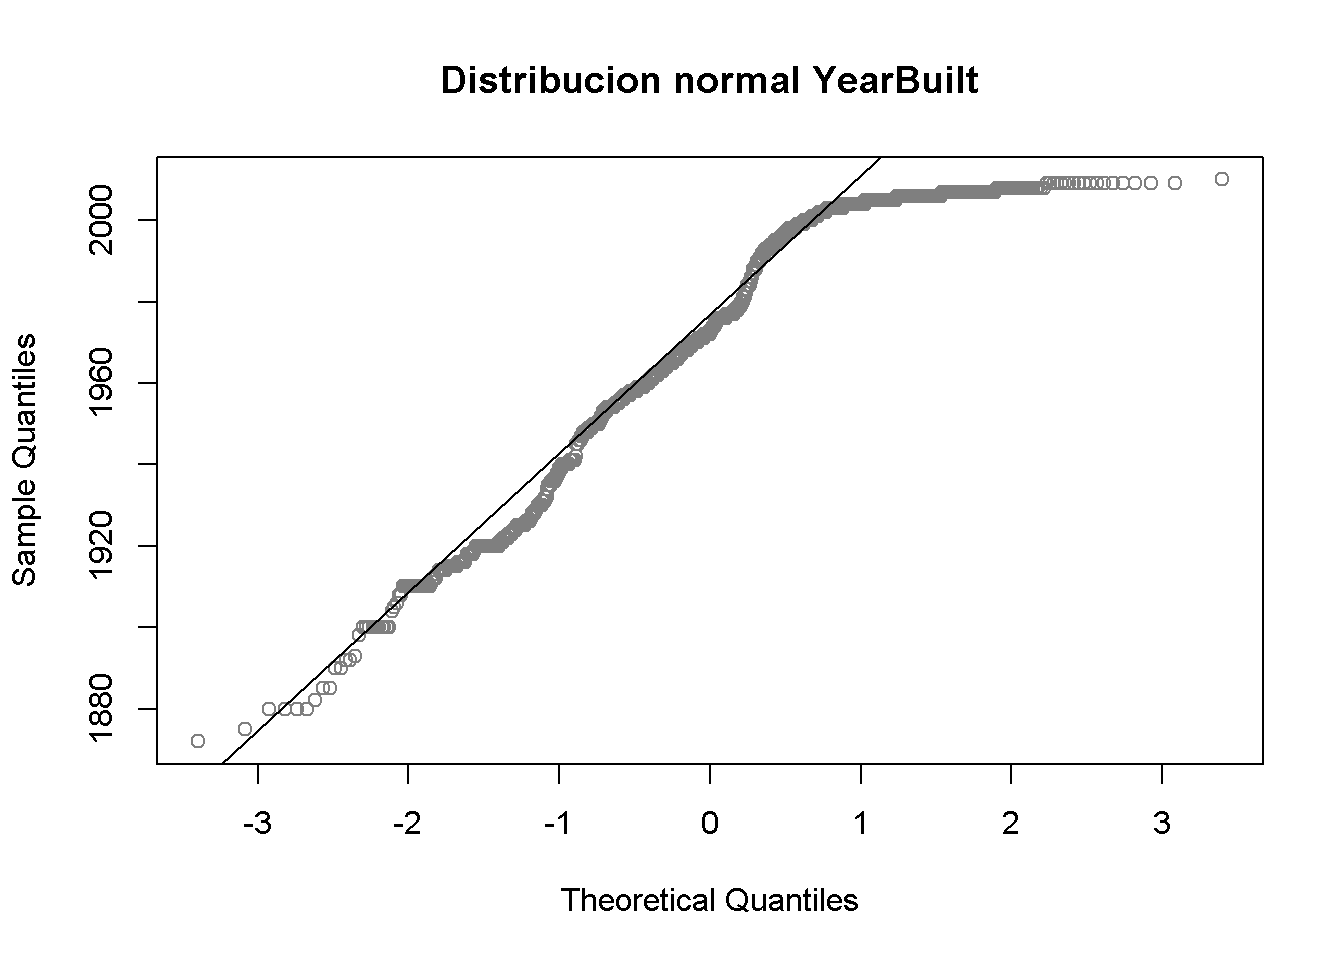 Distribucion normal YearBuilt
Sample Quantiles
2000
1960
1920
1880
-3 -2 -1 0 1 2 3
Theoretical Quantiles